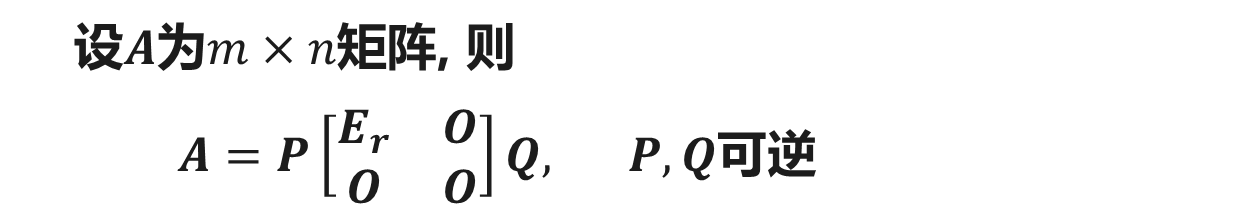 设A为m × n矩阵, 则
A = P [E_r O; O O] Q, P, Q可逆